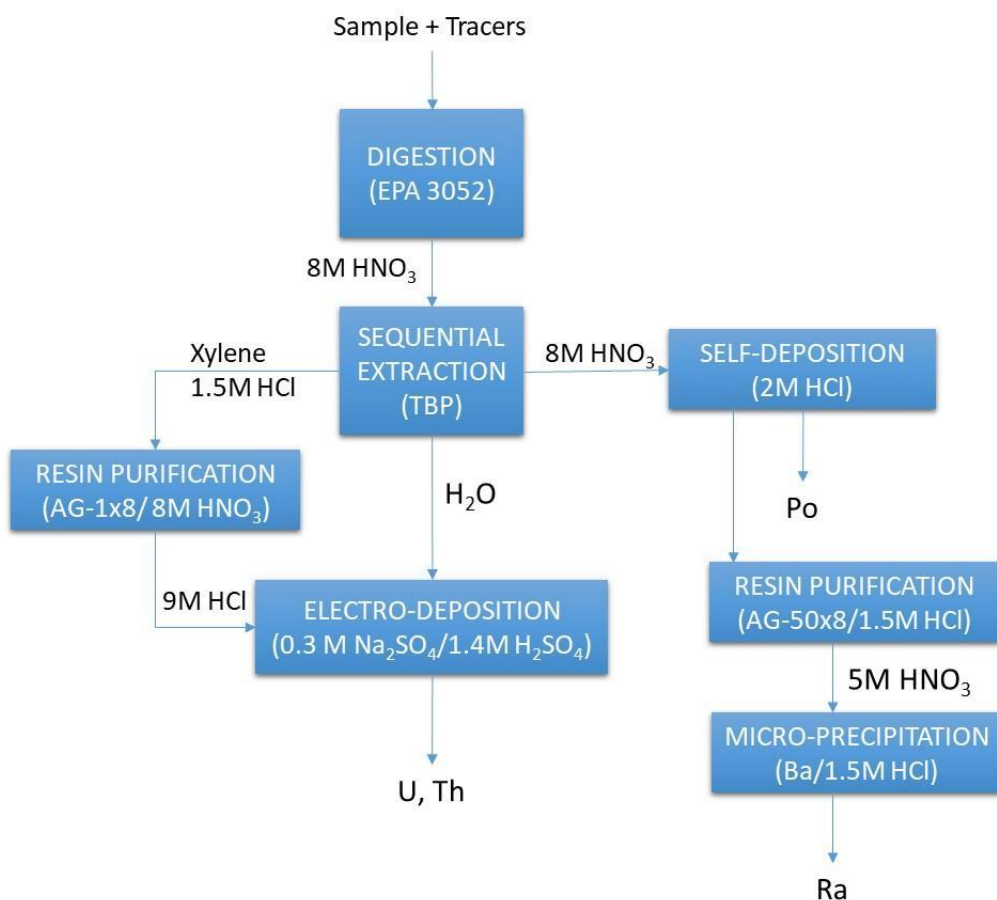 Sample + Tracers
DIGESTION
(EPA 3052)
8M HNO₃
SEQUENTIAL
EXTRACTION
(TBP)
Xylene
1.5M HCl
8M HNO₃
SELF-DEPOSITION
(2M HCl)
RESIN PURIFICATION
(AG-1x8/ 8M HNO₃)
H₂O
Po
9M HCl
ELECTRO-DEPOSITION
(0.3 M Na₂SO₄/1.4M H₂SO₄)
RESIN PURIFICATION
(AG-50x8/1.5M HCl)
5M HNO₃
MICRO-PRECIPITATION
(Ba/1.5M HCl)
U, Th
Ra